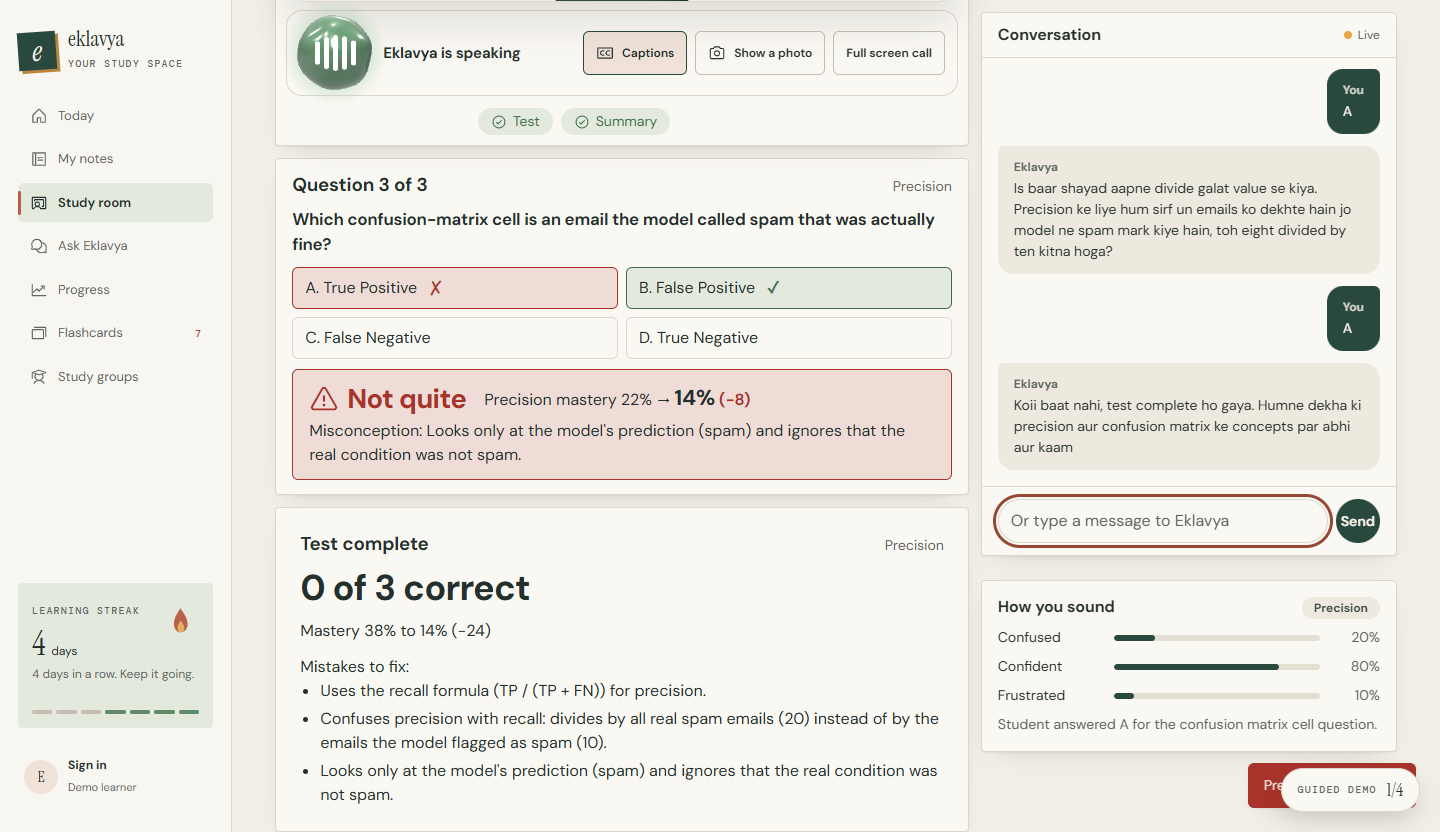 e
eklavya
YOUR STUDY SPACE
Today
My notes
Study room
Ask Eklavya
Progress
Flashcards 7
Study groups
LEARNING STREAK
4 days
4 days in a row. Keep it going.
E
Sign in
Demo learner
Eklavya is speaking
CC Captions
Show a photo
Full screen call
Test
Summary
Question 3 of 3
Precision
Which confusion-matrix cell is an email the model called spam that was actually
fine?
A. True Positive ✗
B. False Positive ✓
C. False Negative
D. True Negative
Not quite Precision mastery 22% → 14% (-8)
Misconception: Looks only at the model's prediction (spam) and ignores that the
real condition was not spam.
Test complete
Precision
0 of 3 correct
Mastery 38% to 14% (-24)
Mistakes to fix:
• Uses the recall formula (TP / (TP + FN)) for precision.
• Confuses precision with recall: divides by all real spam emails (20) instead of by the
emails the model flagged as spam (10).
• Looks only at the model's prediction (spam) and ignores that the real condition was
not spam.
Conversation
Live
You
A
Eklavya
Is baar shayad aapne divide galat value se kiya.
Precision ke liye hum sirf un emails ko dekhte hain jo
model ne spam mark kiye hain, toh eight divided by
ten kitna hoga?
You
A
Eklavya
Koii baat nahi, test complete ho gaya. Humne dekha ki
precision aur confusion matrix ke concepts par abhi
aur kaam
Or type a message to Eklavya
Send
How you sound
Precision
Confused 20%
Confident 80%
Frustrated 10%
Student answered A for the confusion matrix cell question.
GUIDED DEMO 1/4